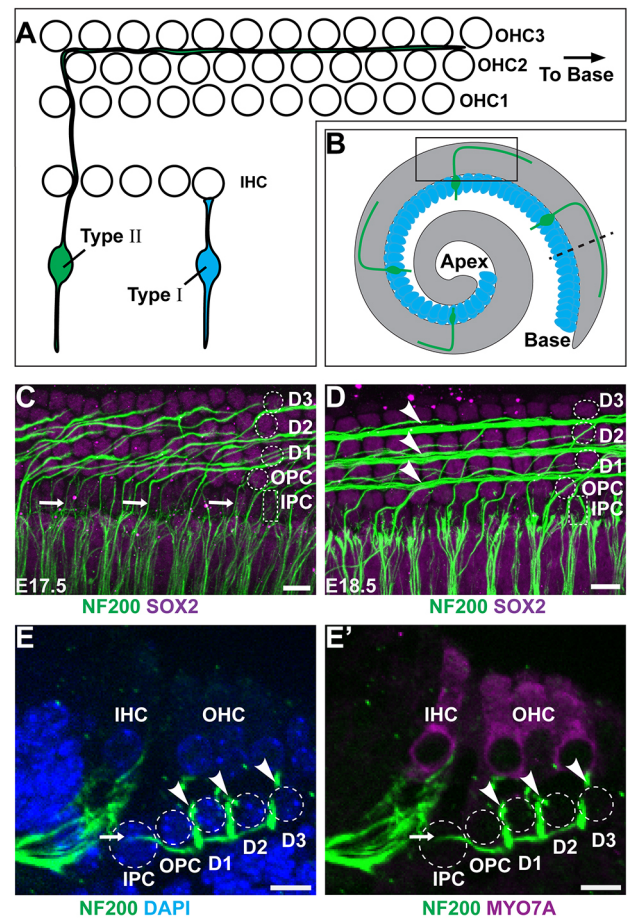 A
OHC3
OHC2
To Base
OHC1
IHC
Type II
Type I
B
Apex
Base
C
D3
D2
D1
OPC
IPC
E17.5
NF200 SOX2
D
D3
D2
D1
OPC
IPC
E18.5
NF200 SOX2
E
IHC
OHC
D3
D2
D1
OPC
IPC
NF200 DAPI
E’
IHC
OHC
D3
D2
D1
OPC
IPC
NF200 MYO7A